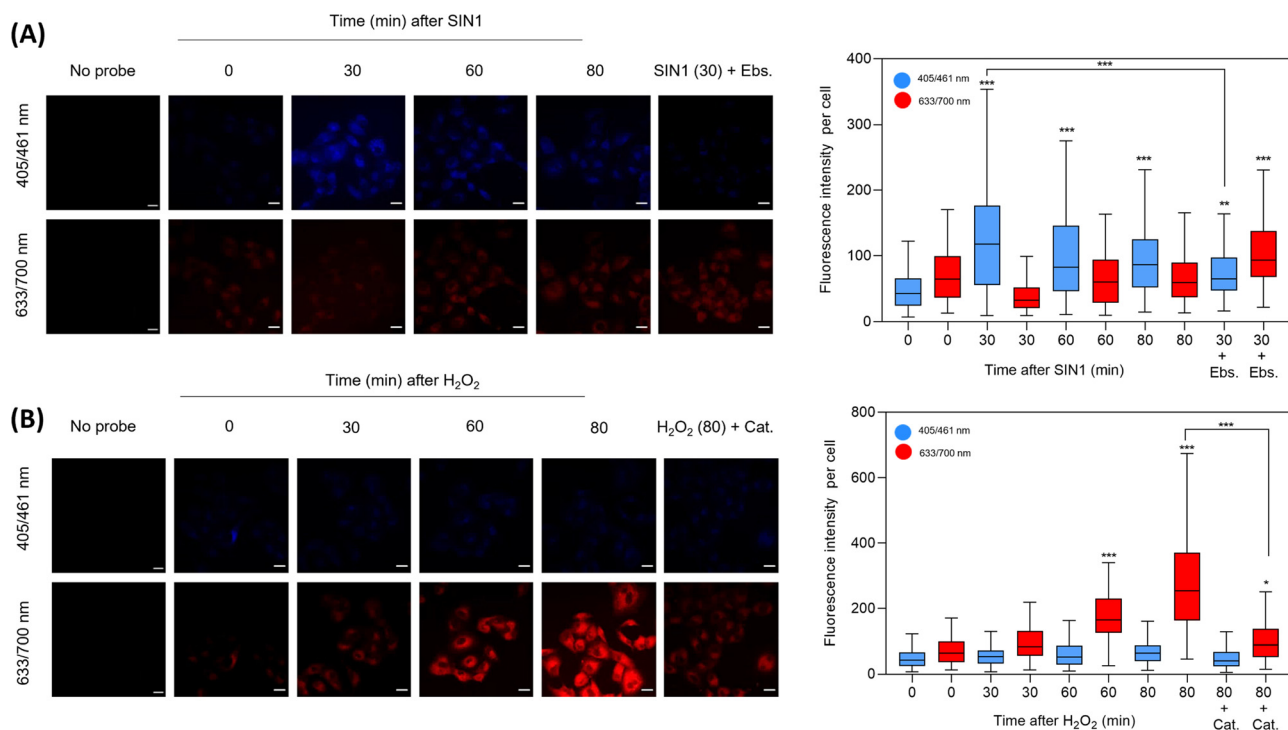 (A)
Time (min) after SIN1
No probe 0 30 60 80 SIN1 (30) + Ebs.
405/461 nm
633/700 nm
Fluorescence intensity per cell
400
300
200
100
0
405/461 nm
633/700 nm
***
***
***
***
**
***
0 0 30 30 60 60 80 80 30 30
+ +
Ebs. Ebs.
Time after SIN1 (min)
(B)
Time (min) after H₂O₂
No probe 0 30 60 80 H₂O₂ (80) + Cat.
405/461 nm
633/700 nm
Fluorescence intensity per cell
800
600
400
200
0
405/461 nm
633/700 nm
***
***
***
*
0 0 30 30 60 60 80 80 80 80
+ +
Cat. Cat.
Time after H₂O₂ (min)